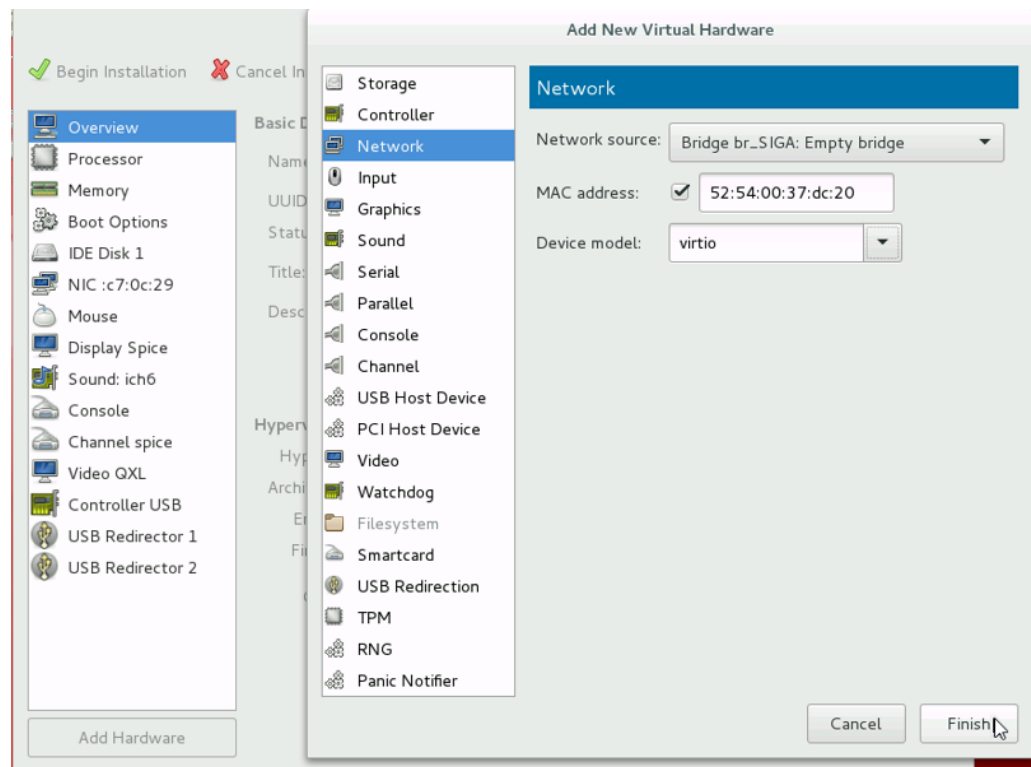 Add New Virtual Hardware
Begin Installation
Cancel In
Overview
Processor
Memory
Boot Options
IDE Disk 1
NIC :c7:0c:29
Mouse
Display Spice
Sound: ich6
Console
Channel spice
Video QXL
Controller USB
USB Redirector 1
USB Redirector 2
Add Hardware
Basic D
Name
UUID
Statu
Title:
Desc
Hyperv
Hyp
Archi
Storage
Controller
Network
Input
Graphics
Sound
Serial
Parallel
Console
Channel
USB Host Device
PCI Host Device
Video
Watchdog
Filesystem
Smartcard
USB Redirection
TPM
RNG
Panic Notifier
Network
Network source: Bridge br_SIGA: Empty bridge
MAC address: 52:54:00:37:dc:20
Device model: virtio
Cancel
Finish